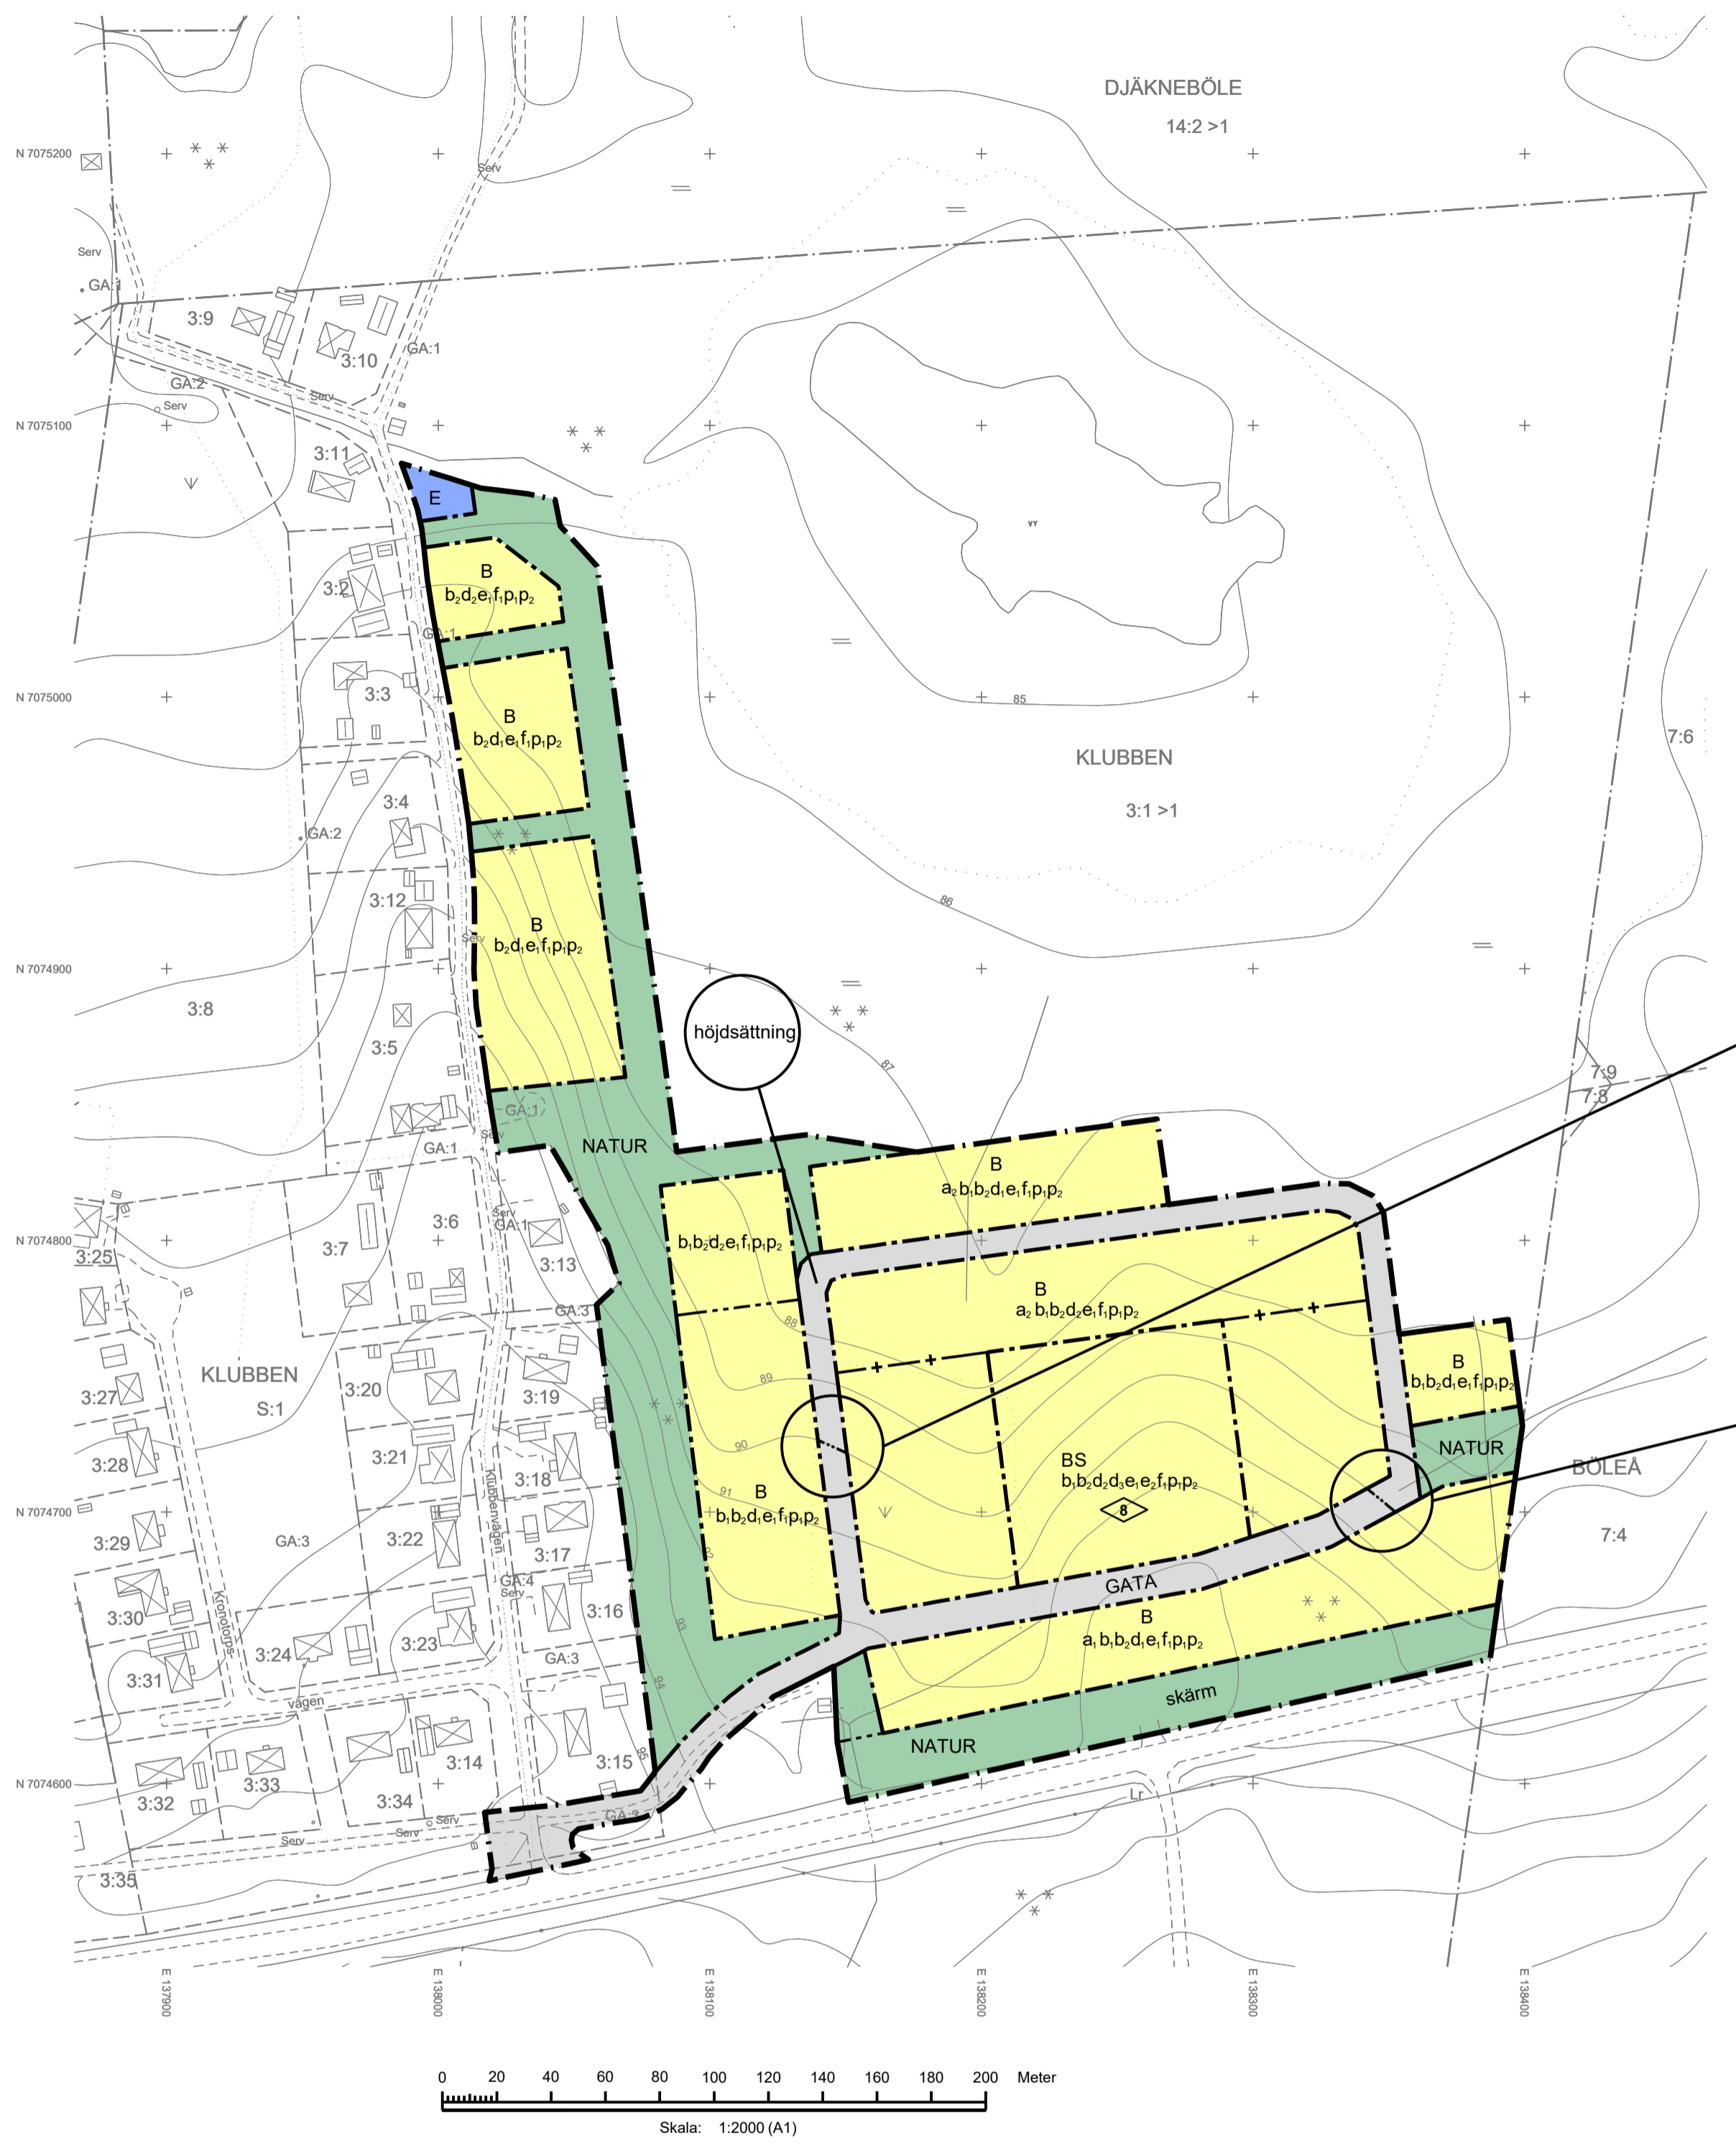 DJÄKNEBÖLE
14:2 >1
N 7075200
Serv
Serv
GA:1
3:9
3:10
GA:1
GA:2
Serv
Serv
N 7075100
3:11
E
B
b₂d₂e₁f₁p₁p₂
3:2
GA:1
3:3
N 7075000
85
7:6
B
b₂d₁e₁f₁p₁p₂
KLUBBEN
3:1 >1
3:4
GA:2
3:12
86
B
b₂d₁e₁f₁p₁p₂
Serv
N 7074900
3:8
höjdsättning
3:5
87
7:9
7:8
GA:1
Serv
GA:1
NATUR
B
a₂b₁b₂d₁e₁f₁p₁p₂
3:6
Serv
GA:1
N 7074800
3:7
3:25
3:13
b₁b₂d₂e₁f₁p₁p₂
B
a₂b₁b₂d₂e₁f₁p₁p₂
GA:3
88
KLUBBEN
S:1
3:20
3:19
89
B
b₁b₂d₁e₁f₁p₁p₂
3:27
90
NATUR
3:28
3:21
3:18
Klubbenvägen
91
B
b₁b₂d₁e₁f₁p₁p₂
BS
b₁b₂d₂d₃e₁e₂f₁p₁p₂
8
BÖLEÅ
7:4
N 7074700
3:29
GA:3
3:22
3:17
92
GA:4
Serv
GATA
3:30
Kronotorps-
3:24
3:23
3:16
93
B
a₁b₁b₂d₁e₁f₁p₁p₂
GA:3
3:31
vägen
94
skärm
3:14
3:15
95
NATUR
N 7074600
3:32
3:33
3:34
Lr
Serv
Serv
Serv
GA:3
3:35
E 137900
E 138000
E 138100
E 138200
E 138300
E 138400
0 20 40 60 80 100 120 140 160 180 200 Meter
Skala: 1:2000 (A1)